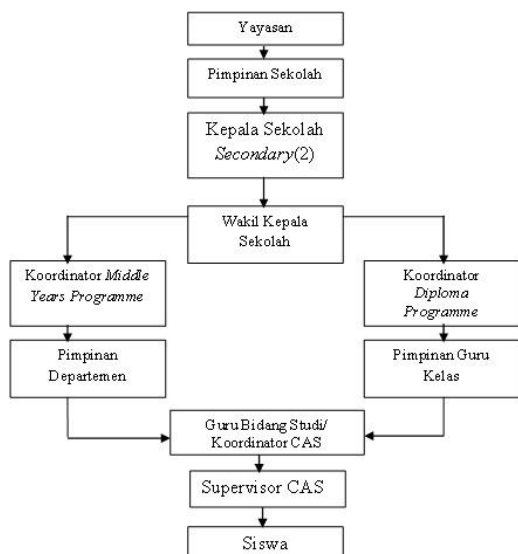 Yayasan
Pimpinan Sekolah
Kepala Sekolah
Secondary(2)
Wakil Kepala
Sekolah
Koordinator Middle
Years Programme
Koordinator
Diploma
Programme
Pimpinan
Departemen
Pimpinan Guru
Kelas
Guru Bidang Studi/
Koordinator CAS
Supervisor CAS
Siswa